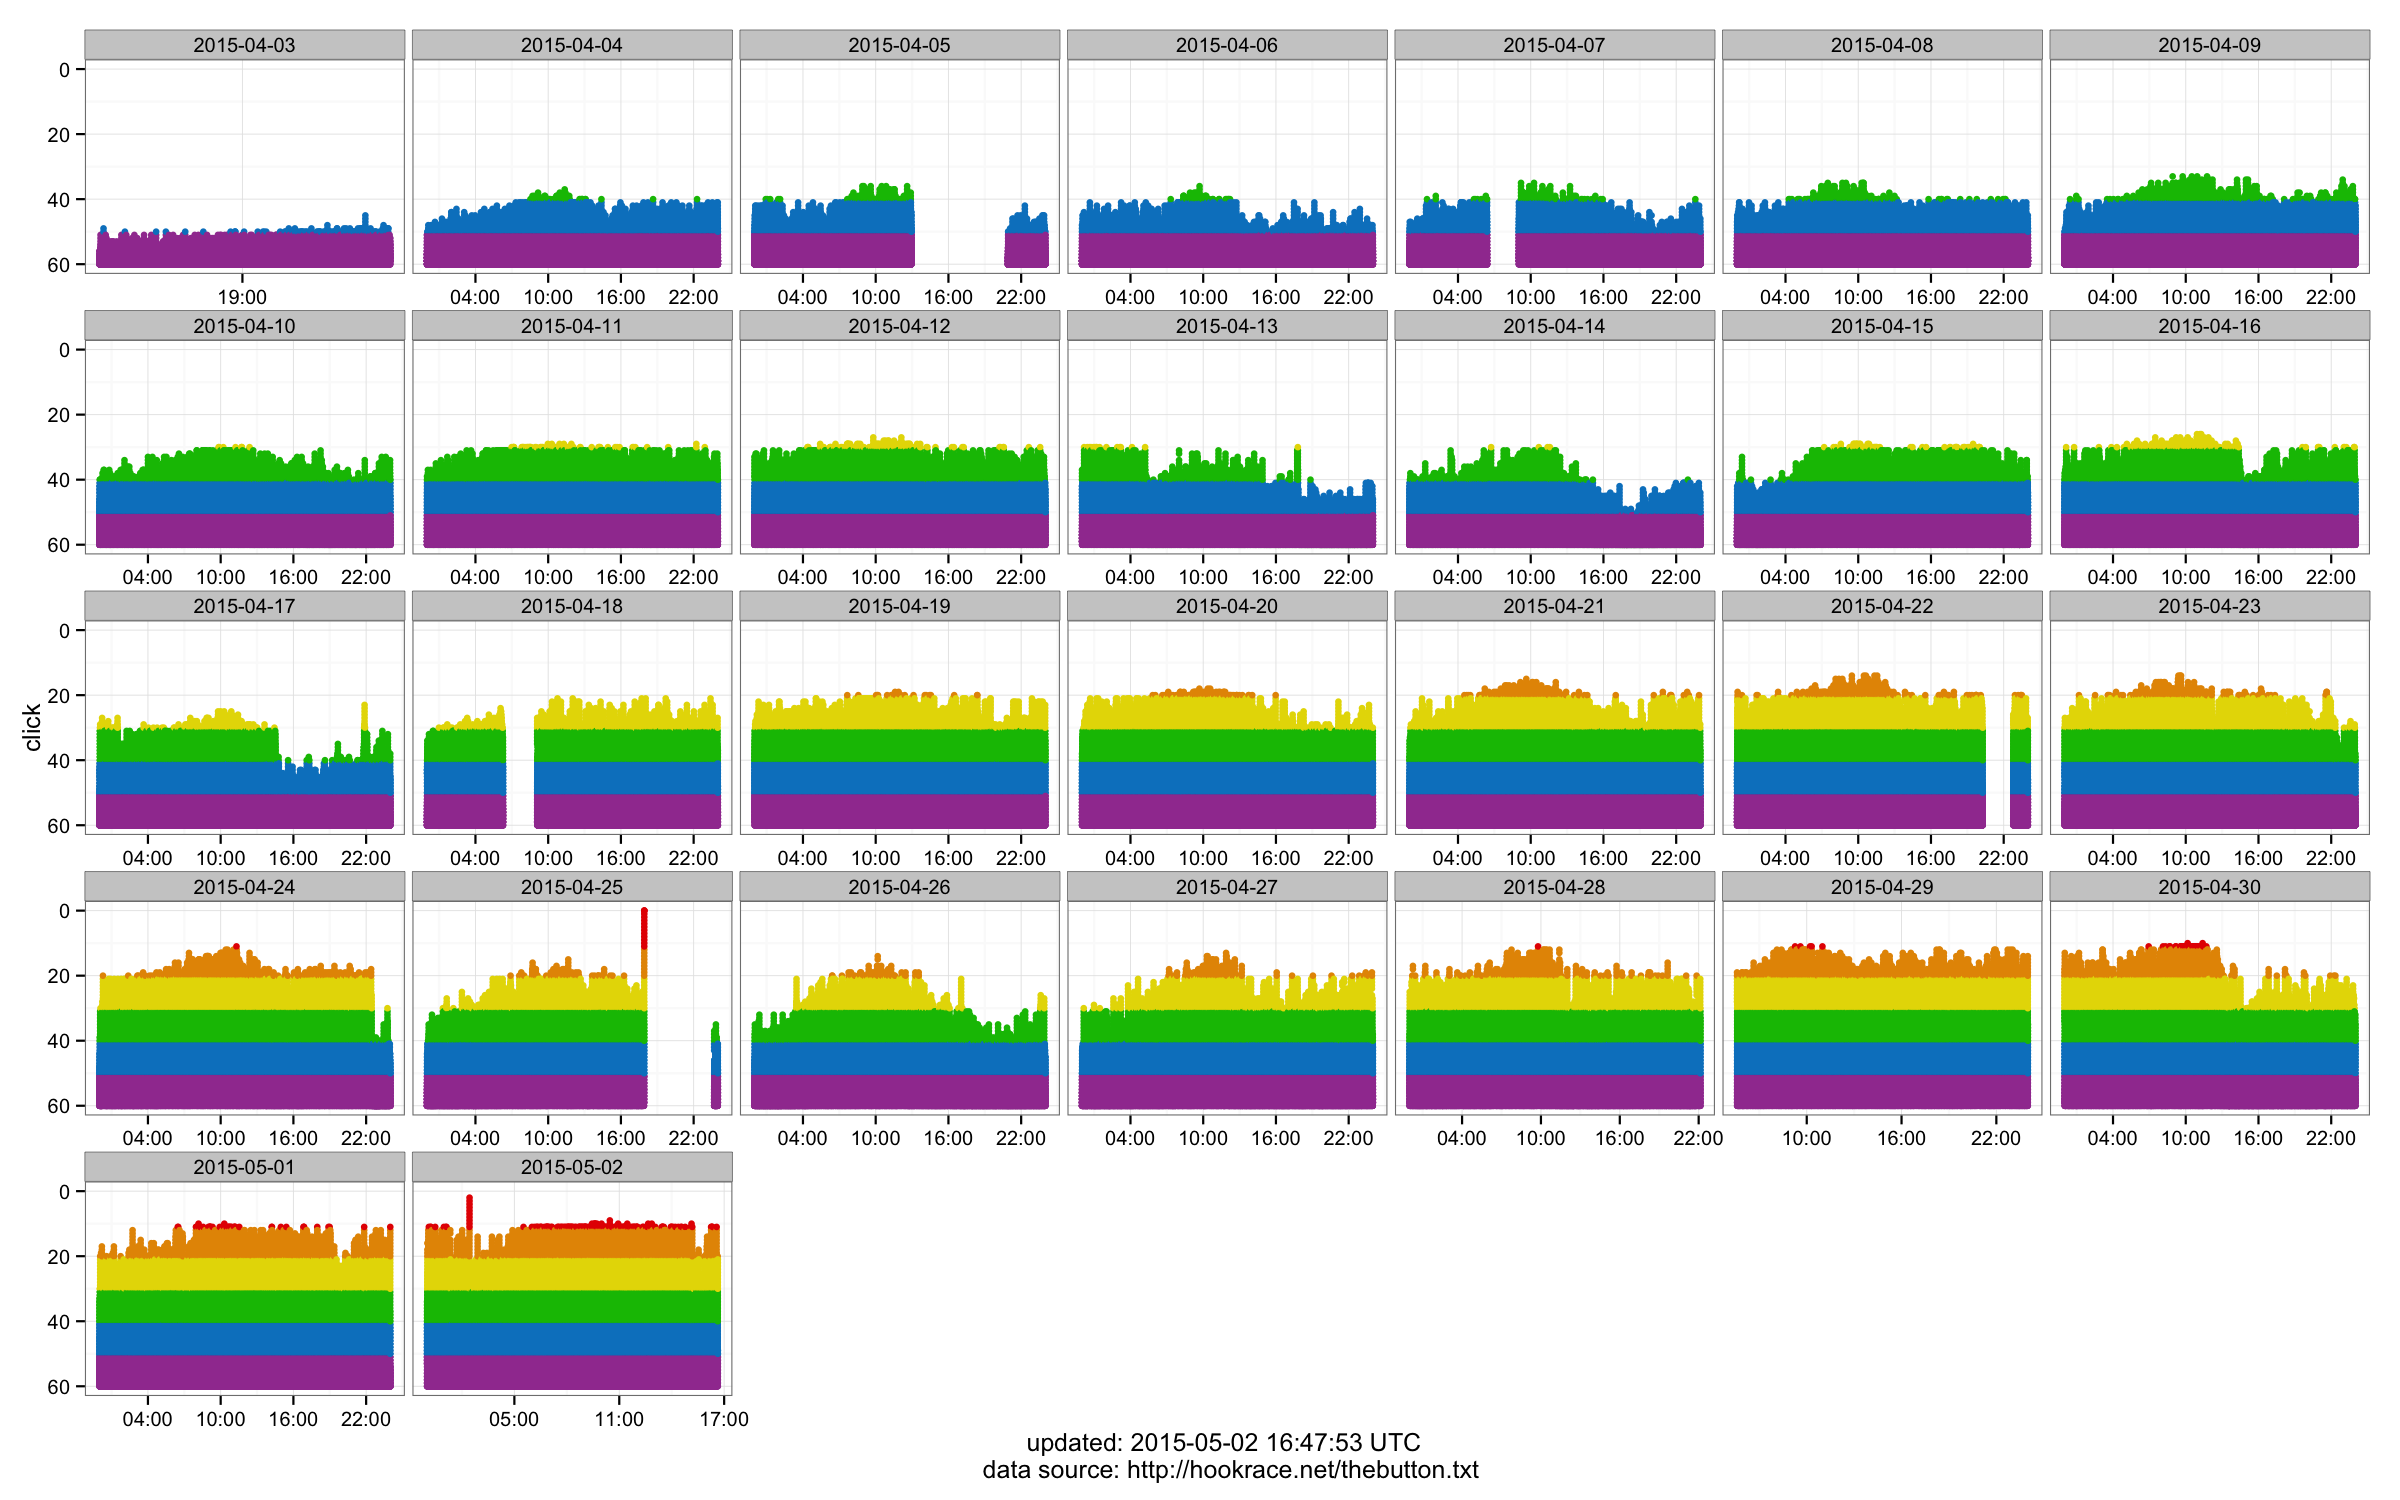 2015-04-03 2015-04-04 2015-04-05 2015-04-06 2015-04-07 2015-04-08 2015-04-09
0
20
40
60
19:00 04:00 10:00 16:00 22:00 04:00 10:00 16:00 22:00 04:00 10:00 16:00 22:00 04:00 10:00 16:00 22:00 04:00 10:00 16:00 22:00 04:00 10:00 16:00 22:00
2015-04-10 2015-04-11 2015-04-12 2015-04-13 2015-04-14 2015-04-15 2015-04-16
0
20
40
60
04:00 10:00 16:00 22:00 04:00 10:00 16:00 22:00 04:00 10:00 16:00 22:00 04:00 10:00 16:00 22:00 04:00 10:00 16:00 22:00 04:00 10:00 16:00 22:00 04:00 10:00 16:00 22:00
2015-04-17 2015-04-18 2015-04-19 2015-04-20 2015-04-21 2015-04-22 2015-04-23
0
20
click
40
60
04:00 10:00 16:00 22:00 04:00 10:00 16:00 22:00 04:00 10:00 16:00 22:00 04:00 10:00 16:00 22:00 04:00 10:00 16:00 22:00 04:00 10:00 16:00 22:00 04:00 10:00 16:00 22:00
2015-04-24 2015-04-25 2015-04-26 2015-04-27 2015-04-28 2015-04-29 2015-04-30
0
20
40
60
04:00 10:00 16:00 22:00 04:00 10:00 16:00 22:00 04:00 10:00 16:00 22:00 04:00 10:00 16:00 22:00 04:00 10:00 16:00 22:00 10:00 16:00 22:00 04:00 10:00 16:00 22:00
2015-05-01 2015-05-02
0
20
40
60
04:00 10:00 16:00 22:00 05:00 11:00 17:00
updated: 2015-05-02 16:47:53 UTC
data source: http://hookrace.net/thebutton.txt